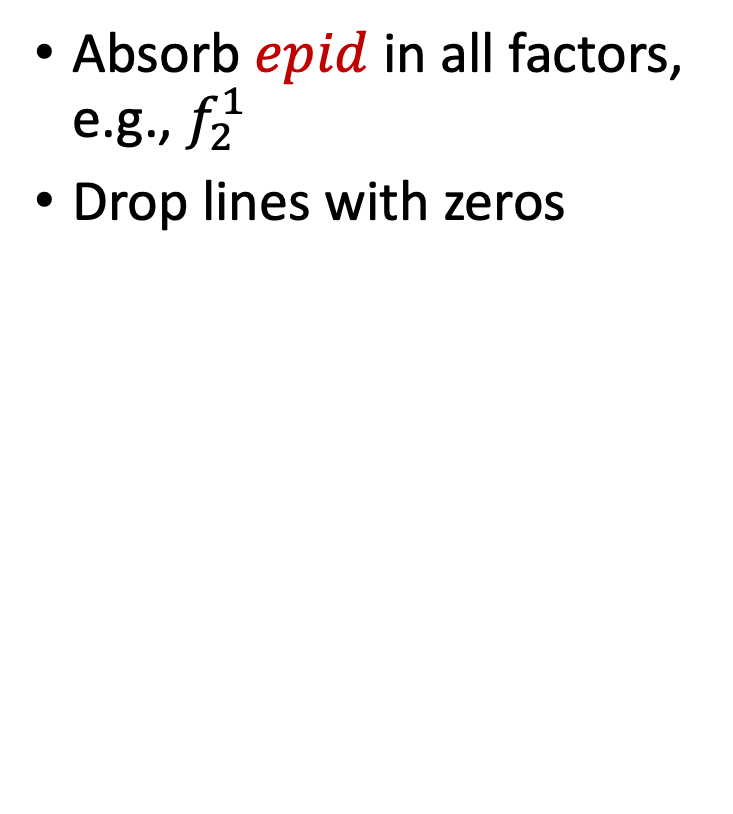 • Absorb epid in all factors,
e.g., f₂¹
• Drop lines with zeros